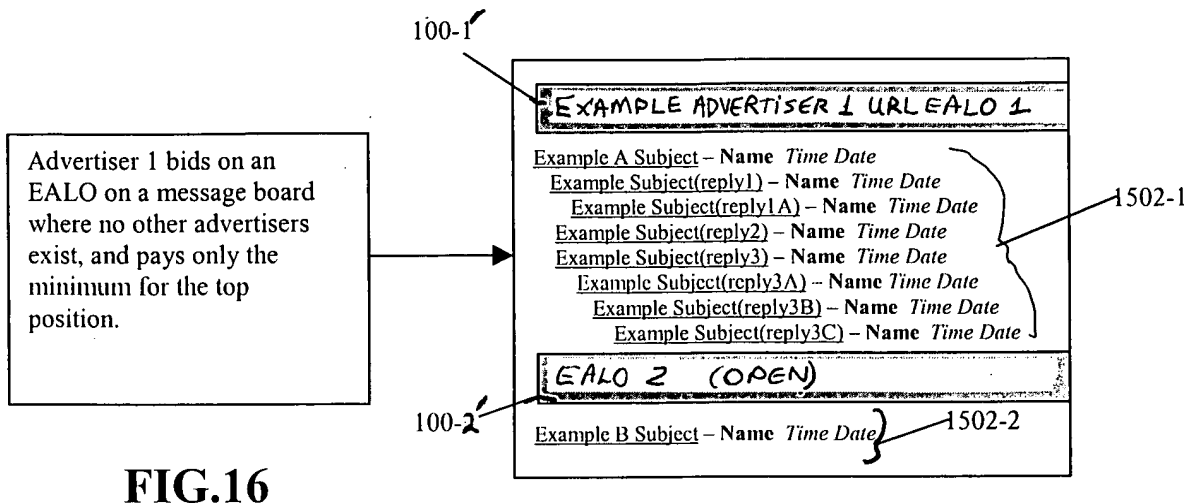 100-1'
EXAMPLE ADVERTISER 1 URL EALO 1
Advertiser 1 bids on an
EALO on a message board
where no other advertisers
exist, and pays only the
minimum for the top
position.
Example A Subject – Name Time Date
Example Subject(reply1) – Name Time Date
Example Subject(reply1A) – Name Time Date
Example Subject(reply2) – Name Time Date
Example Subject(reply3) – Name Time Date
Example Subject(reply3A) – Name Time Date
Example Subject(reply3B) – Name Time Date
Example Subject(reply3C) – Name Time Date
1502-1
EALO 2 (OPEN)
100-2'
Example B Subject – Name Time Date
1502-2
FIG.16